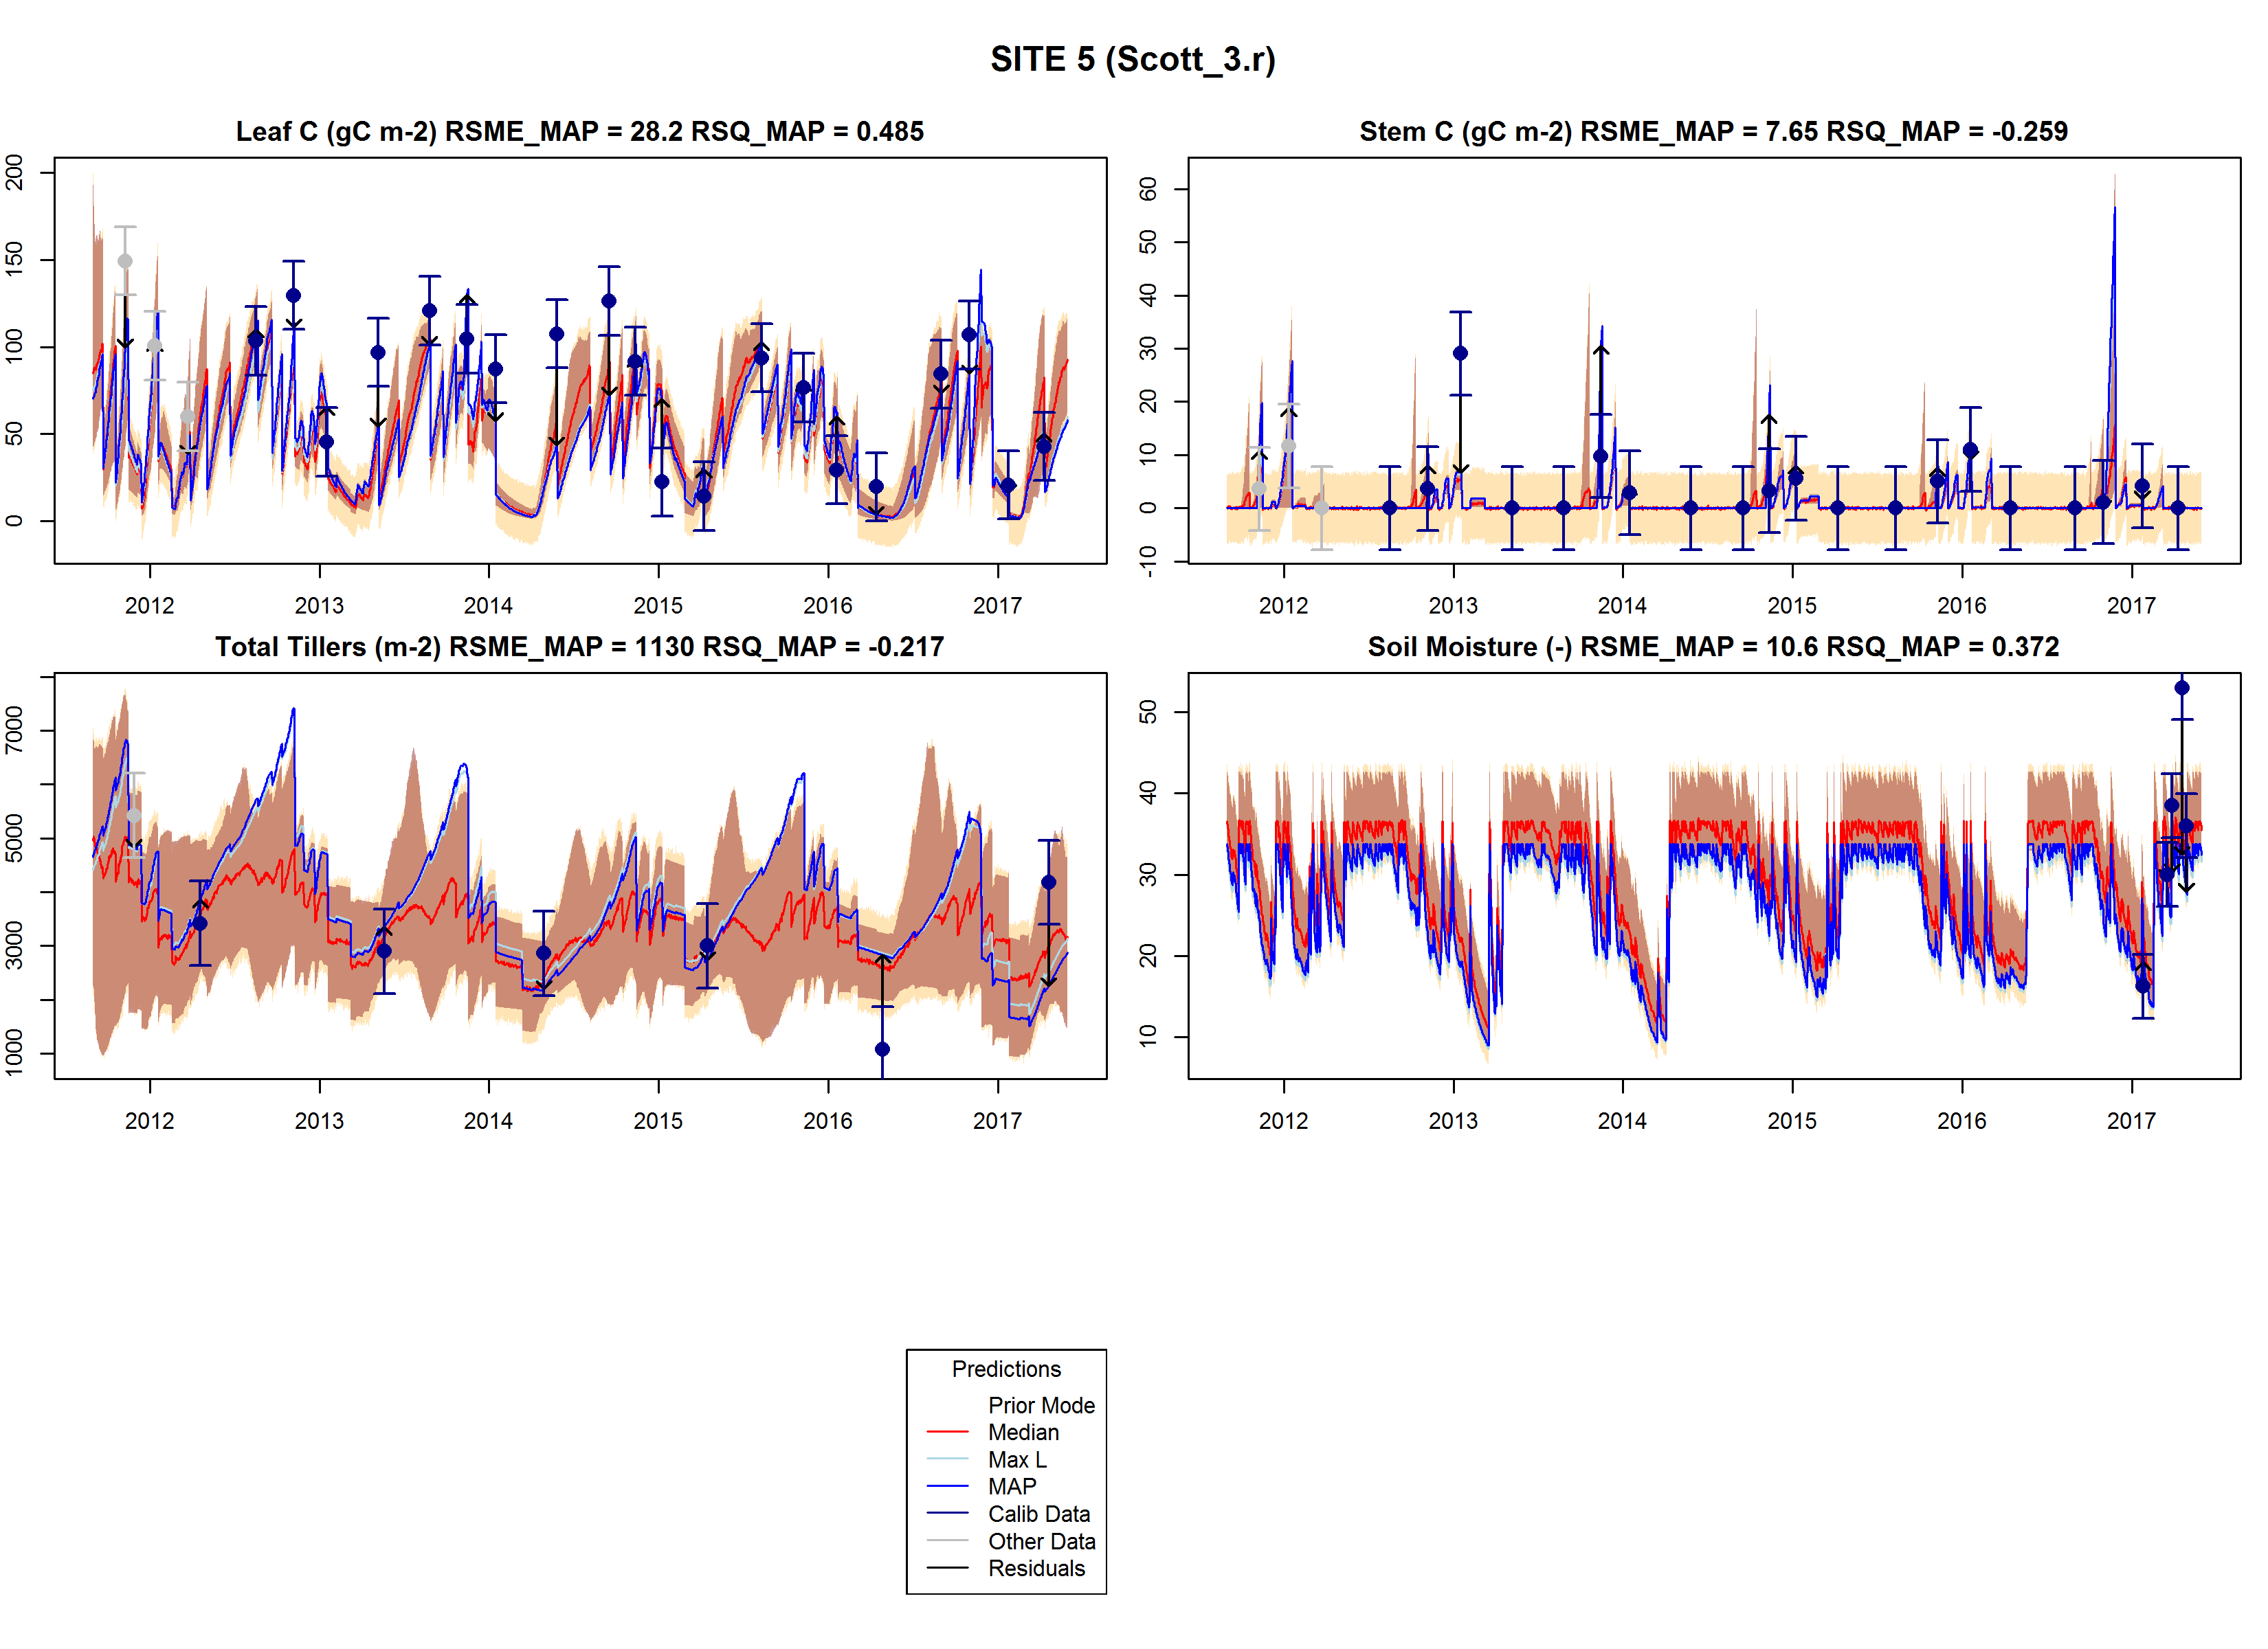 SITE 5 (Scott_3.r)
Leaf C (gC m-2) RSME_MAP = 28.2 RSQ_MAP = 0.485
200
150
100
50
0
2012 2013 2014 2015 2016 2017
Stem C (gC m-2) RSME_MAP = 7.65 RSQ_MAP = -0.259
60
50
40
30
20
10
0
-10
2012 2013 2014 2015 2016 2017
Total Tillers (m-2) RSME_MAP = 1130 RSQ_MAP = -0.217
7000
5000
3000
1000
2012 2013 2014 2015 2016 2017
Soil Moisture (-) RSME_MAP = 10.6 RSQ_MAP = 0.372
50
40
30
20
10
2012 2013 2014 2015 2016 2017
Predictions
Prior Mode
Median
Max L
MAP
Calib Data
Other Data
Residuals